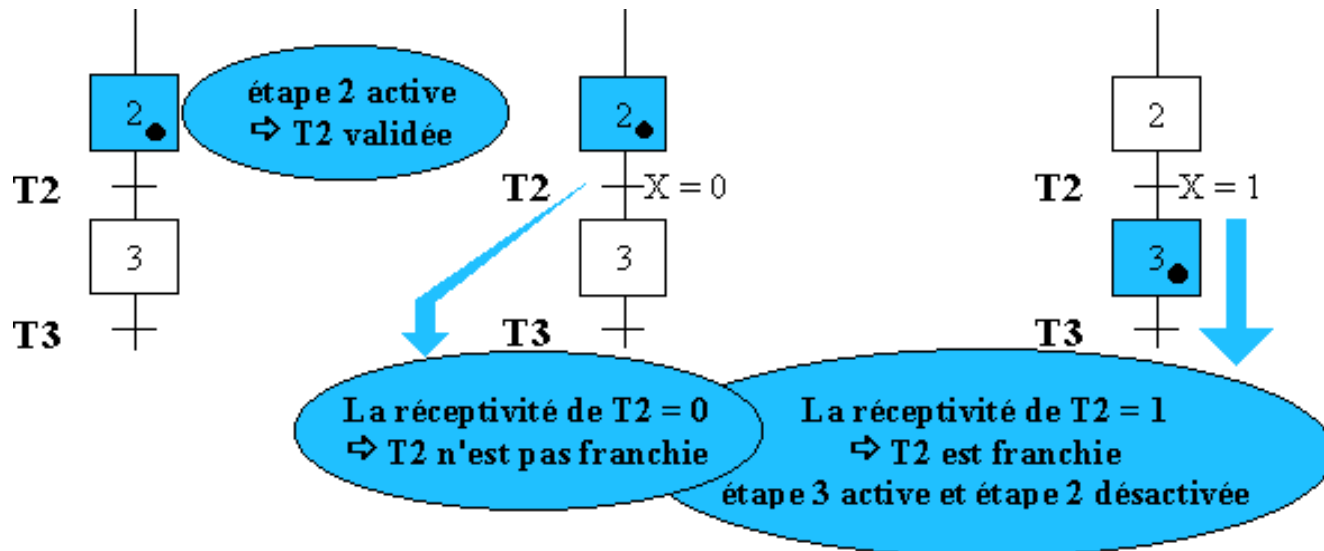 2
étape 2 active
⇨ T2 validée
T2
3
T3
2
T2
X = 0
3
T3
La réceptivité de T2 = 0
⇨ T2 n'est pas franchie
2
T2
X = 1
3
T3
La réceptivité de T2 = 1
⇨ T2 est franchie
étape 3 active et étape 2 désactivée